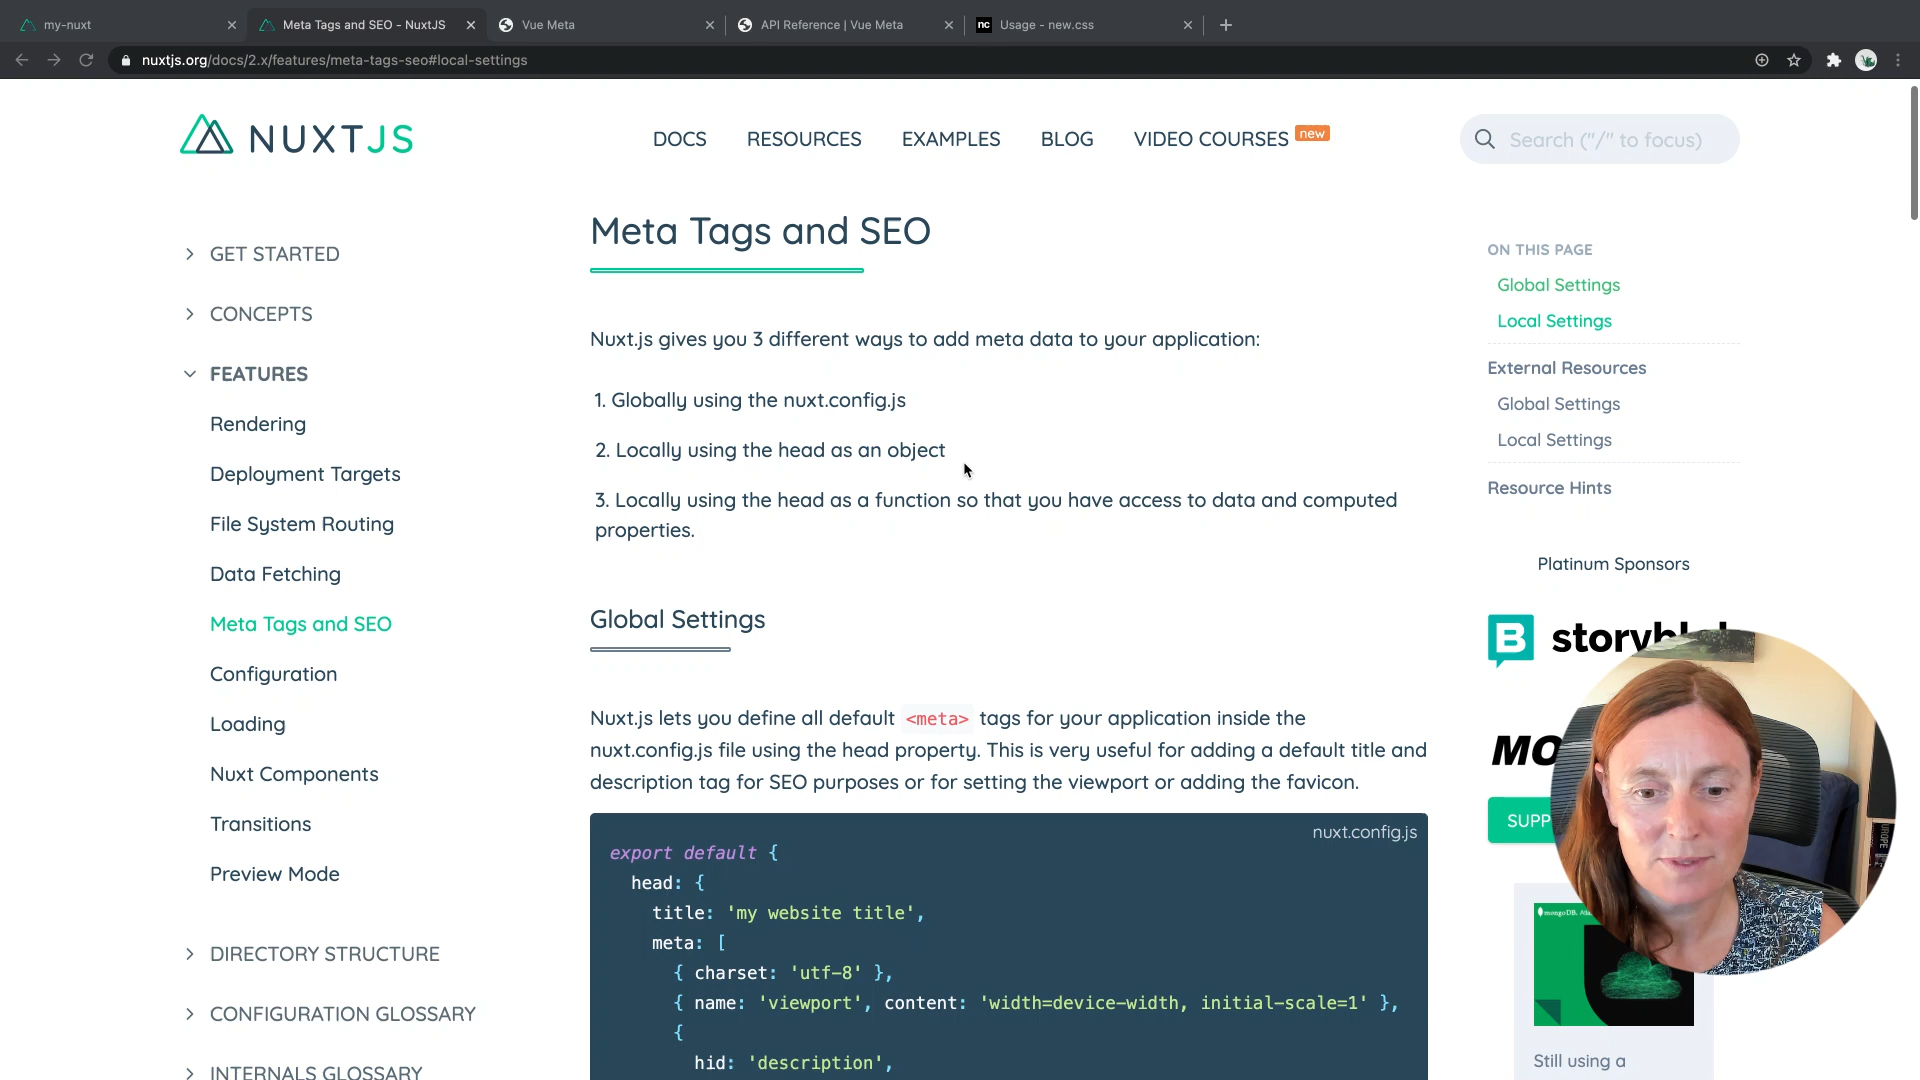 my-nuxt
Meta Tags and SEO - NuxtJS
Vue Meta
API Reference | Vue Meta
nc
Usage - new.css
nuxtjs.org/docs/2.x/features/meta-tags-seo#local-settings
NUXTJS
DOCS
RESOURCES
EXAMPLES
BLOG
VIDEO COURSES
new
Search ("/" to focus)
GET STARTED
CONCEPTS
FEATURES
Rendering
Deployment Targets
File System Routing
Data Fetching
Meta Tags and SEO
Configuration
Loading
Nuxt Components
Transitions
Preview Mode
DIRECTORY STRUCTURE
CONFIGURATION GLOSSARY
INTERNALS GLOSSARY
Meta Tags and SEO
Nuxt.js gives you 3 different ways to add meta data to your application:
1. Globally using the nuxt.config.js
2. Locally using the head as an object
3. Locally using the head as a function so that you have access to data and computed
properties.
Global Settings
Nuxt.js lets you define all default <meta> tags for your application inside the
nuxt.config.js file using the head property. This is very useful for adding a default title and
description tag for SEO purposes or for setting the viewport or adding the favicon.
nuxt.config.js
export default {
head: {
title: 'my website title',
meta: [
{ charset: 'utf-8' },
{ name: 'viewport', content: 'width=device-width, initial-scale=1' },
{
hid: 'description',
ON THIS PAGE
Global Settings
Local Settings
External Resources
Global Settings
Local Settings
Resource Hints
Platinum Sponsors
B
MO
SUPP
mongoDB.
Still using a